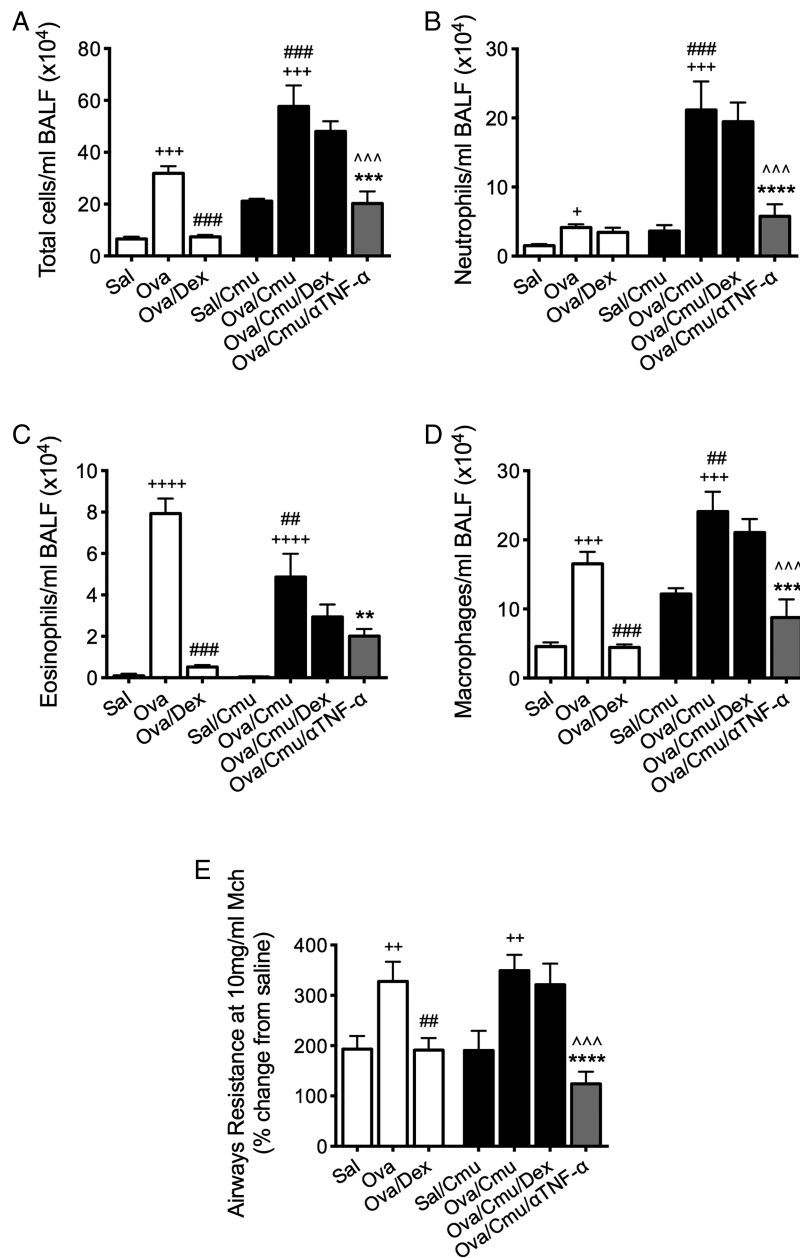 A
Total cells/ml BALF (x10⁴)
80
60
40
20
0
+++
###
###
+++
^^^
***
Sal
Ova
Ova/Dex
Sal/Cmu
Ova/Cmu
Ova/Cmu/Dex
Ova/Cmu/αTNF-α
B
Neutrophils/ml BALF (x10⁴)
30
20
10
0
+
###
+++
^^^
****
Sal
Ova
Ova/Dex
Sal/Cmu
Ova/Cmu
Ova/Cmu/Dex
Ova/Cmu/αTNF-α
C
Eosinophils/ml BALF (x10⁴)
10
8
6
4
2
0
++++
###
##
++++
**
Sal
Ova
Ova/Dex
Sal/Cmu
Ova/Cmu
Ova/Cmu/Dex
Ova/Cmu/αTNF-α
D
Macrophages/ml BALF (x10⁴)
30
20
10
0
+++
###
##
+++
^^^
***
Sal
Ova
Ova/Dex
Sal/Cmu
Ova/Cmu
Ova/Cmu/Dex
Ova/Cmu/αTNF-α
E
Airways Resistance at 10mg/ml Mch
(% change from saline)
400
300
200
100
0
++
##
++
^^^
****
Sal
Ova
Ova/Dex
Sal/Cmu
Ova/Cmu
Ova/Cmu/Dex
Ova/Cmu/αTNF-α